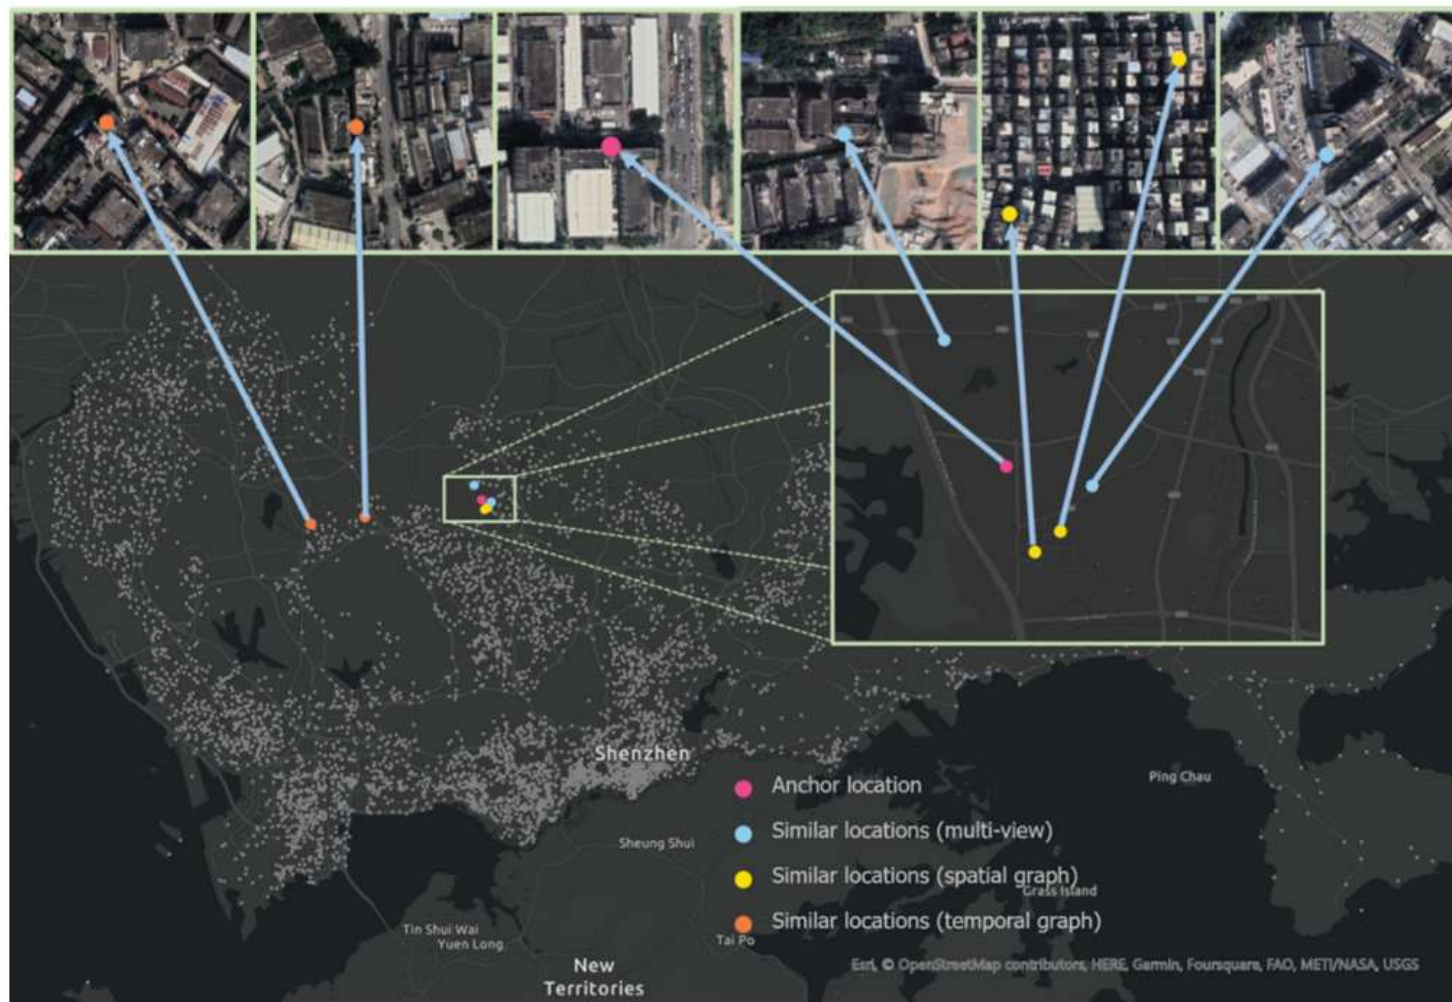 Shenzhen
Anchor location
Ping Chau
Similar locations (multi-view)
Sheung Shui
Similar locations (spatial graph)
Grass Island
Similar locations (temporal graph)
Tin Shui Wai
Yuen Long
Tai Po
New
Territories
Esri, © OpenStreetMap contributors, HERE, Garmin, Foursquare, FAO, METI/NASA, USGS